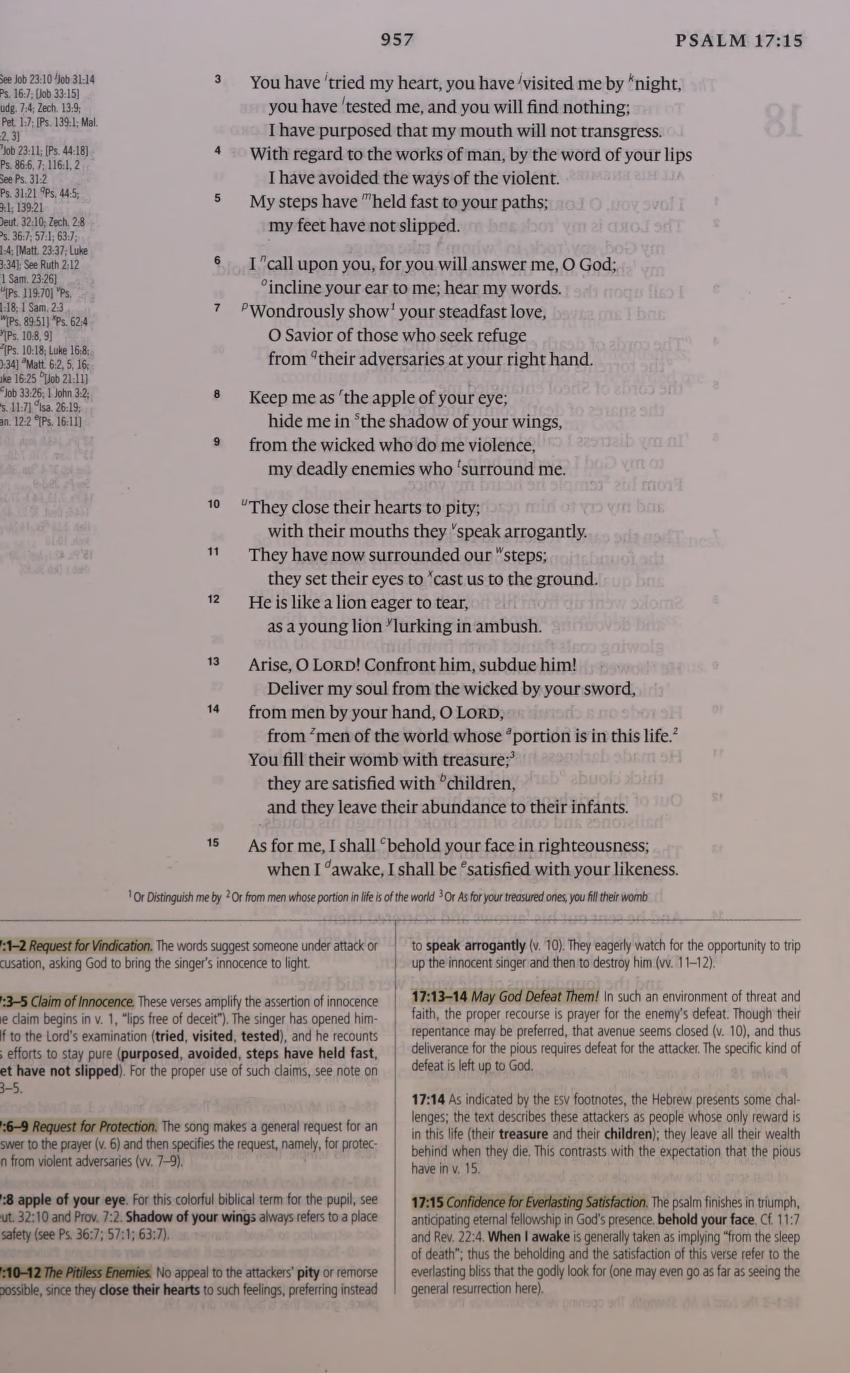 957
PSALM 17:15
See Job 23:10 Job 31:14
Ps. 16:7; [Job 33:15]
udg. 7:4; Zech. 13:9;
Pet. 1:7; [Ps. 139:1; Mal.
:2, 3]
Job 23:11; [Ps. 44:18]
Ps. 86:6, 7; 116:1, 2
See Ps. 31:2
Ps. 31:21 qPs. 44:5;
9:1; 139:21
Deut. 32:10; Zech. 2:8
Ps. 36:7; 57:1; 63:7;
1:4; [Matt. 23:37; Luke
3:34]; See Ruth 2:12
1 Sam. 23:26]
u[Ps. 119:70] vPs.
1:18; 1 Sam. 2:3
w[Ps. 89:51] xPs. 62:4
y[Ps. 10:8, 9]
z[Ps. 10:18; Luke 16:8;
0:34] aMatt. 6:2, 5, 16;
uke 16:25 b[Job 21:11]
cJob 33:26; 1 John 3:2;
s. 11:7] dIsa. 26:19;
an. 12:2 e[Ps. 16:11]
3 You have itried my heart, you have jvisited me by knight,
you have ltested me, and you will find nothing;
I have purposed that my mouth will not transgress.
4 With regard to the works of man, by the word of your lips
I have avoided the ways of the violent.
5 My steps have mheld fast to your paths;
my feet have not slipped.
6 I ncall upon you, for you will answer me, O God;
oincline your ear to me; hear my words.
7 pWondrously show1 your steadfast love,
O Savior of those who seek refuge
from qtheir adversaries at your right hand.
8 Keep me as rthe apple of your eye;
hide me in sthe shadow of your wings,
9 from the wicked who do me violence,
my deadly enemies who tsurround me.
10 uThey close their hearts to pity;
with their mouths they vspeak arrogantly.
11 They have now surrounded our wsteps;
they set their eyes to xcast us to the ground.
12 He is like a lion eager to tear,
as a young lion ylurking in ambush.
13 Arise, O LORD! Confront him, subdue him!
Deliver my soul from the wicked by your sword,
14 from men by your hand, O LORD,
from zmen of the world whose aportion is in this life.2
You fill their womb with treasure;3
they are satisfied with bchildren,
and they leave their abundance to their infants.
15 As for me, I shall cbehold your face in righteousness;
when I dawake, I shall be esatisfied with your likeness.
1 Or Distinguish me by 2 Or from men whose portion in life is of the world 3 Or As for your treasured ones, you fill their womb
:1–2 Request for Vindication. The words suggest someone under attack or
cusation, asking God to bring the singer's innocence to light.
:3–5 Claim of Innocence. These verses amplify the assertion of innocence
e claim begins in v. 1, "lips free of deceit"). The singer has opened him-
lf to the Lord's examination (tried, visited, tested), and he recounts
s efforts to stay pure (purposed, avoided, steps have held fast,
et have not slipped). For the proper use of such claims, see note on
3–5.
:6–9 Request for Protection. The song makes a general request for an
swer to the prayer (v. 6) and then specifies the request, namely, for protec-
n from violent adversaries (vv. 7–9).
:8 apple of your eye. For this colorful biblical term for the pupil, see
ut. 32:10 and Prov. 7:2. Shadow of your wings always refers to a place
safety (see Ps. 36:7; 57:1; 63:7).
:10–12 The Pitiless Enemies. No appeal to the attackers' pity or remorse
possible, since they close their hearts to such feelings, preferring instead
to speak arrogantly (v. 10). They eagerly watch for the opportunity to trip
up the innocent singer and then to destroy him (vv. 11–12).
17:13–14 May God Defeat Them! In such an environment of threat and
faith, the proper recourse is prayer for the enemy's defeat. Though their
repentance may be preferred, that avenue seems closed (v. 10), and thus
deliverance for the pious requires defeat for the attacker. The specific kind of
defeat is left up to God.
17:14 As indicated by the ESV footnotes, the Hebrew presents some chal-
lenges; the text describes these attackers as people whose only reward is
in this life (their treasure and their children); they leave all their wealth
behind when they die. This contrasts with the expectation that the pious
have in v. 15.
17:15 Confidence for Everlasting Satisfaction. The psalm finishes in triumph,
anticipating eternal fellowship in God's presence. behold your face. Cf. 11:7
and Rev. 22:4. When I awake is generally taken as implying "from the sleep
of death"; thus the beholding and the satisfaction of this verse refer to the
everlasting bliss that the godly look for (one may even go as far as seeing the
general resurrection here).